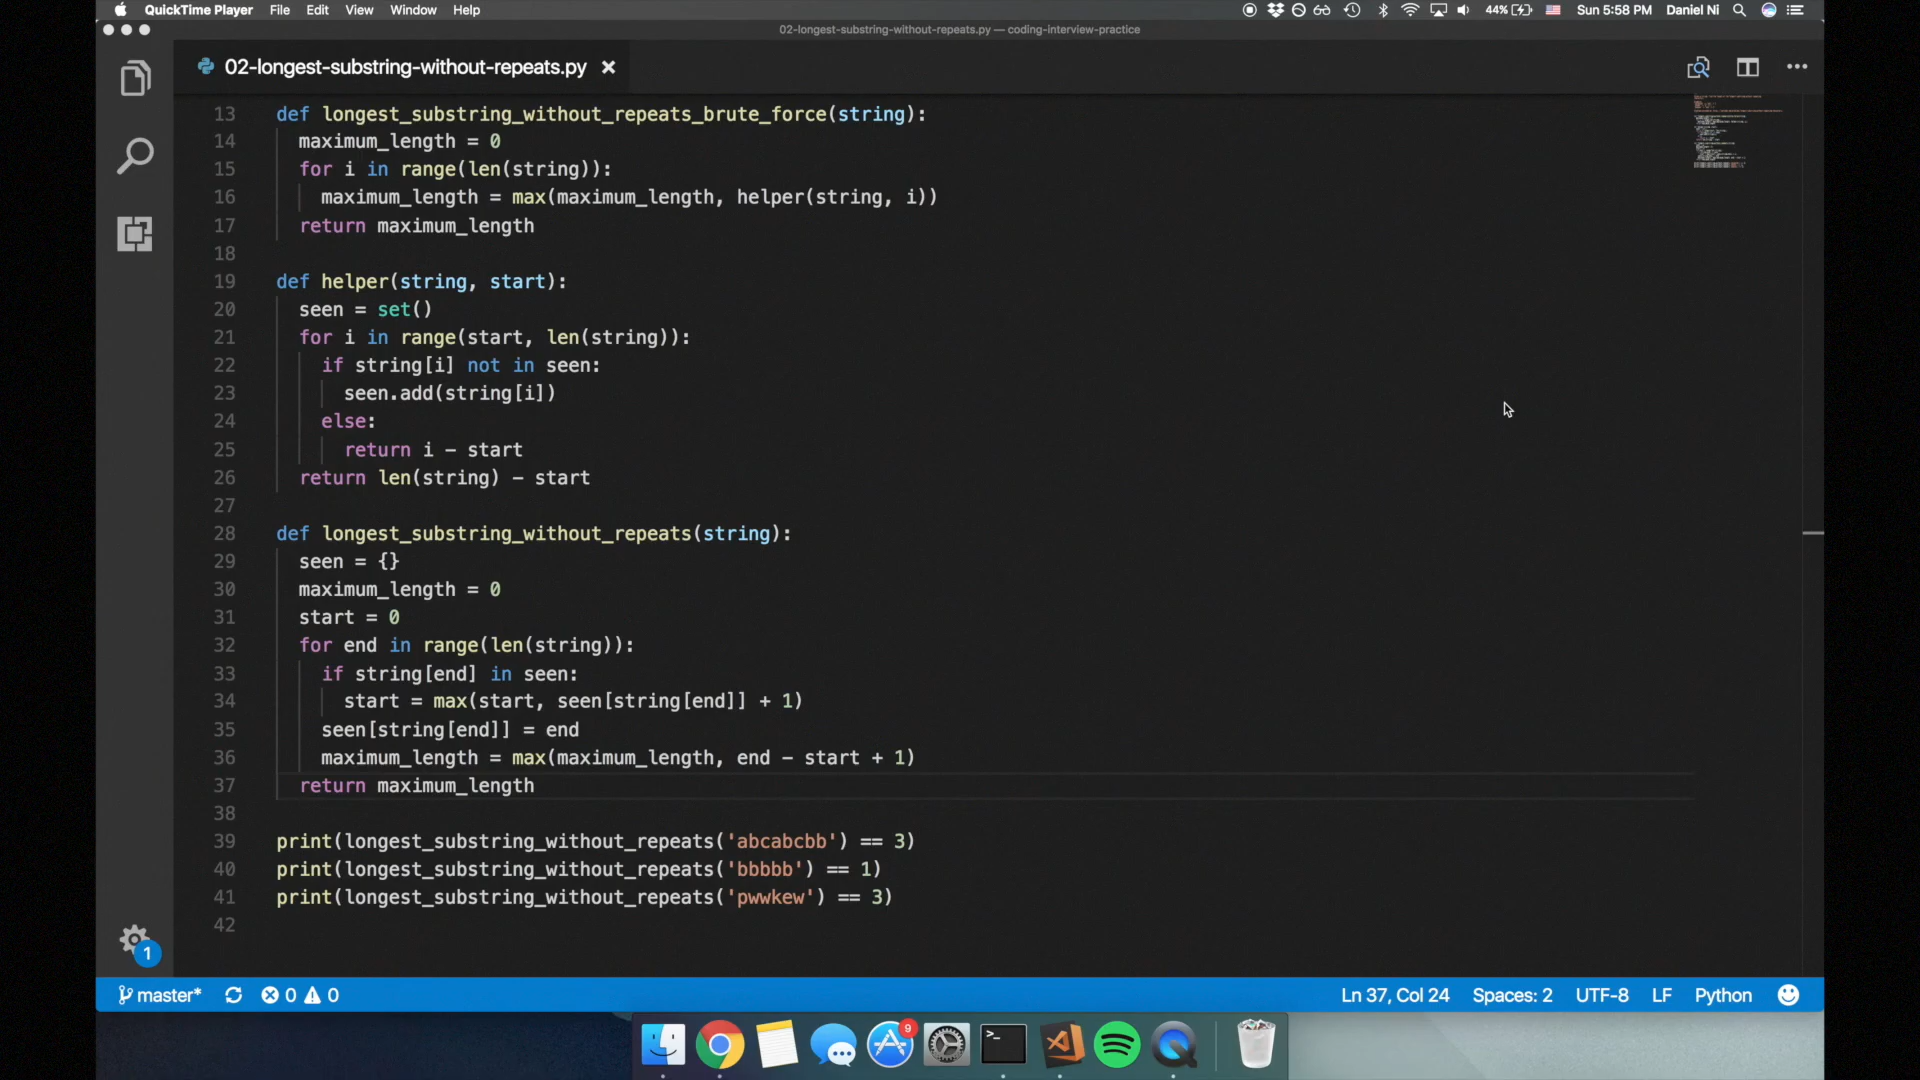 QuickTime Player File Edit View Window Help 44% Sun 5:58 PM Daniel Ni
02-longest-substring-without-repeats.py — coding-interview-practice
02-longest-substring-without-repeats.py
13 def longest_substring_without_repeats_brute_force(string):
14 maximum_length = 0
15 for i in range(len(string)):
16 maximum_length = max(maximum_length, helper(string, i))
17 return maximum_length
18
19 def helper(string, start):
20 seen = set()
21 for i in range(start, len(string)):
22 if string[i] not in seen:
23 seen.add(string[i])
24 else:
25 return i - start
26 return len(string) - start
27
28 def longest_substring_without_repeats(string):
29 seen = {}
30 maximum_length = 0
31 start = 0
32 for end in range(len(string)):
33 if string[end] in seen:
34 start = max(start, seen[string[end]] + 1)
35 seen[string[end]] = end
36 maximum_length = max(maximum_length, end - start + 1)
37 return maximum_length
38
39 print(longest_substring_without_repeats('abcabcbb') == 3)
40 print(longest_substring_without_repeats('bbbbb') == 1)
41 print(longest_substring_without_repeats('pwwkew') == 3)
42
1
master* 0 0 Ln 37, Col 24 Spaces: 2 UTF-8 LF Python
9